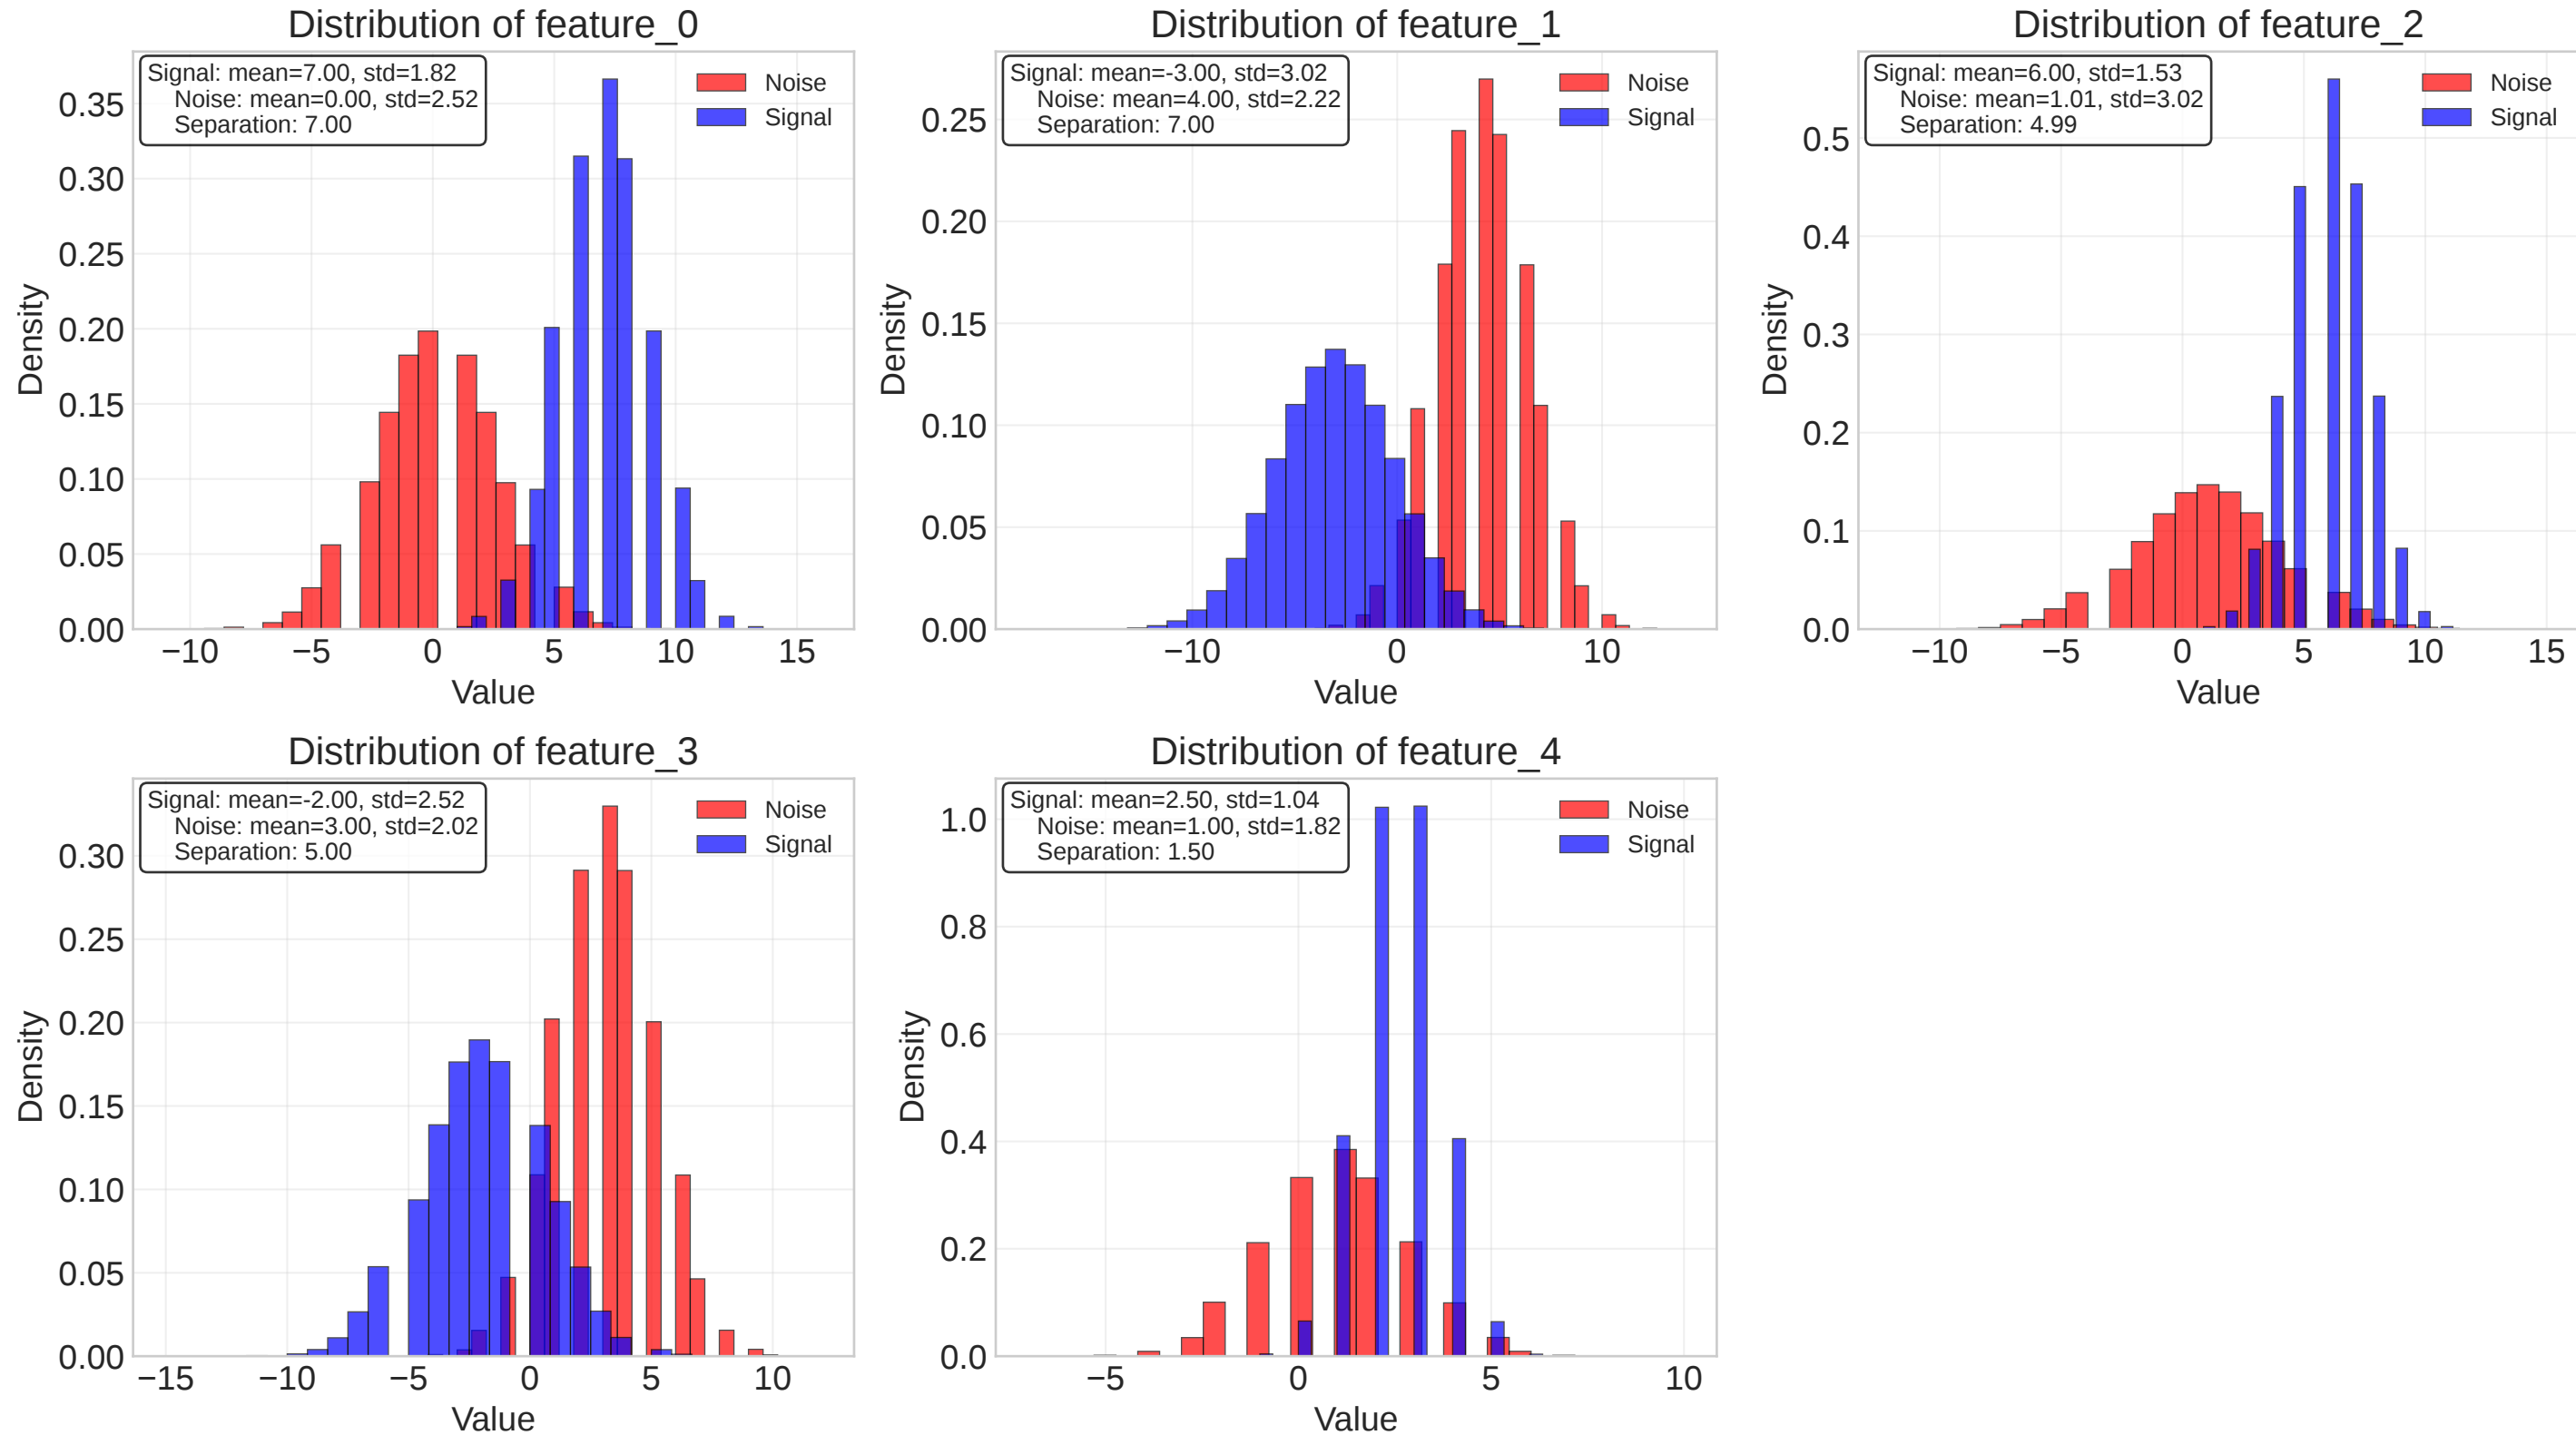 Distribution of feature_0
Signal: mean=7.00, std=1.82
Noise: mean=0.00, std=2.52
Separation: 7.00
Noise
Signal
Density
0.35
0.30
0.25
0.20
0.15
0.10
0.05
0.00
−10 −5 0 5 10 15
Value
Distribution of feature_1
Signal: mean=-3.00, std=3.02
Noise: mean=4.00, std=2.22
Separation: 7.00
Noise
Signal
Density
0.25
0.20
0.15
0.10
0.05
0.00
−10 0 10
Value
Distribution of feature_2
Signal: mean=6.00, std=1.53
Noise: mean=1.01, std=3.02
Separation: 4.99
Noise
Signal
Density
0.5
0.4
0.3
0.2
0.1
0.0
−10 −5 0 5 10 15
Value
Distribution of feature_3
Signal: mean=-2.00, std=2.52
Noise: mean=3.00, std=2.02
Separation: 5.00
Noise
Signal
Density
0.30
0.25
0.20
0.15
0.10
0.05
0.00
−15 −10 −5 0 5 10
Value
Distribution of feature_4
Signal: mean=2.50, std=1.04
Noise: mean=1.00, std=1.82
Separation: 1.50
Noise
Signal
Density
1.0
0.8
0.6
0.4
0.2
0.0
−5 0 5 10
Value